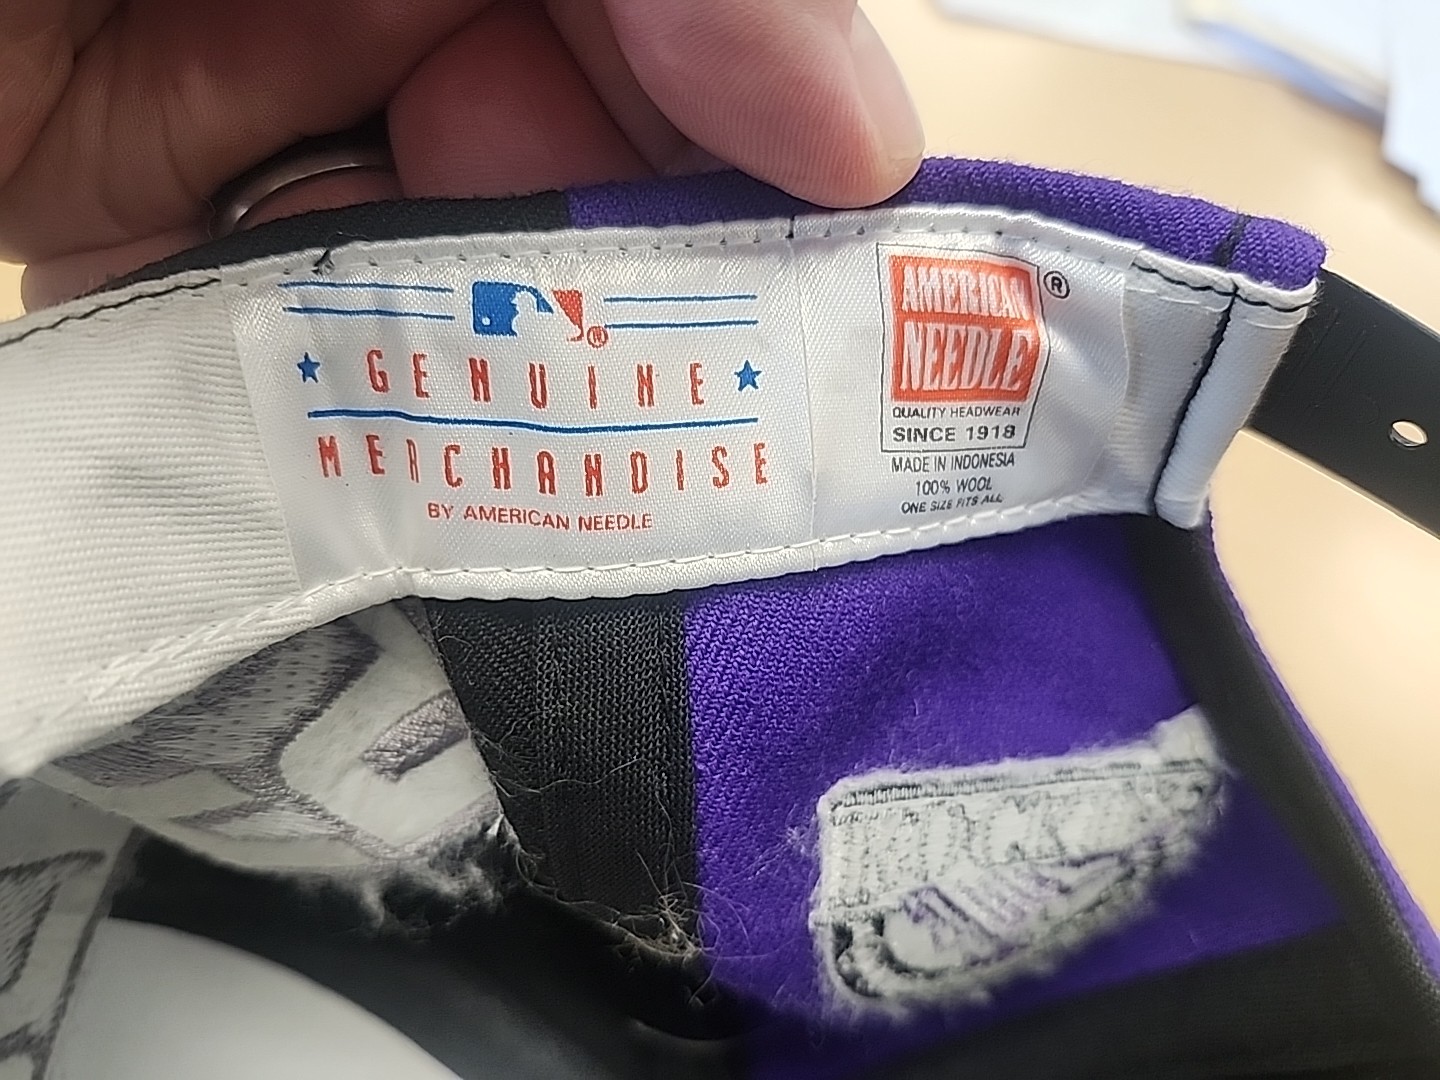 ®
GENUINE
MERCHANDISE
BY AMERICAN NEEDLE
AMERICAN ®
NEEDLE
QUALITY HEADWEAR
SINCE 1918
MADE IN INDONESIA
100% WOOL
ONE SIZE FITS ALL